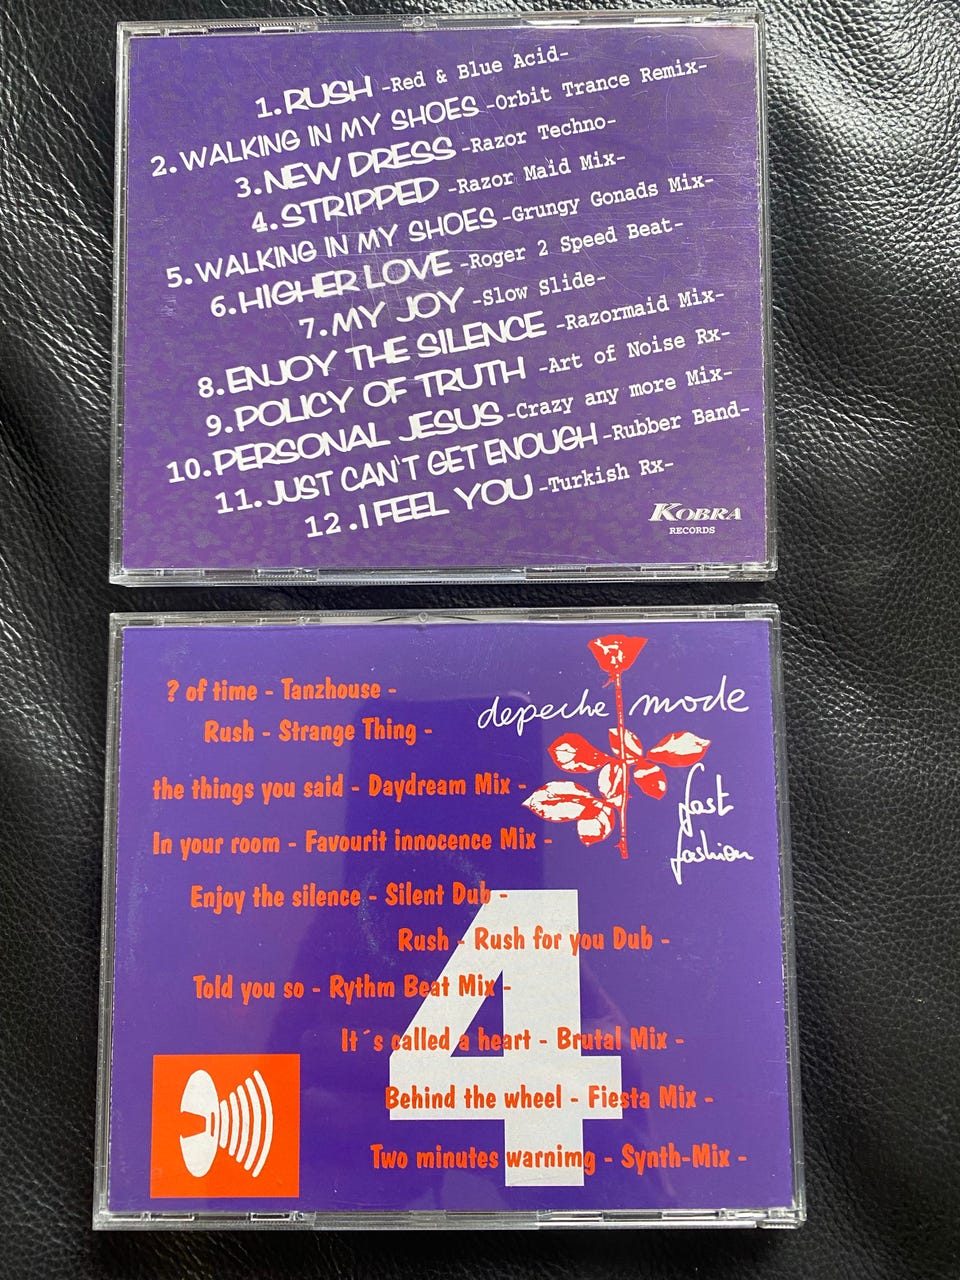 1. RUSH -Red & Blue Acid-
2. WALKING IN MY SHOES -Orbit Trance Remix-
3. NEW DRESS -Razor Techno-
4. STRIPPED -Razor Maid Mix-
5. WALKING IN MY SHOES -Grungy Gonads Mix-
6. HIGHER LOVE -Roger 2 Speed Beat-
7. MY JOY -Slow Slide-
8. ENJOY THE SILENCE -Razormaid Mix-
9. POLICY OF TRUTH -Art of Noise Rx-
10. PERSONAL JESUS -Crazy any more Mix-
11. JUST CAN'T GET ENOUGH -Rubber Band-
12. I FEEL YOU -Turkish Rx-
KOBRA
RECORDS
? of time - Tanzhouse -
depeche mode
Rush - Strange Thing -
the things you said - Daydream Mix -
fast
fashion
In your room - Favourit innocence Mix -
Enjoy the silence - Silent Dub -
4
Rush - Rush for you Dub -
Told you so - Rythm Beat Mix -
It´s called a heart - Brutal Mix -
Behind the wheel - Fiesta Mix -
Two minutes warnimg - Synth-Mix -